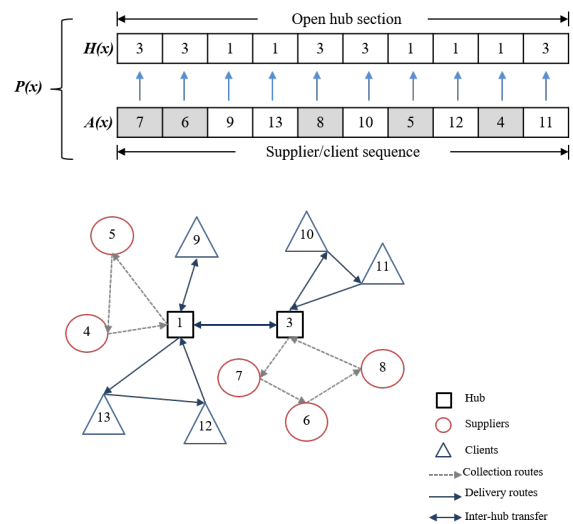 Open hub section
H(x) 3 3 1 1 3 3 1 1 1 3
P(x)
A(x) 7 6 9 13 8 10 5 12 4 11
Supplier/client sequence
5
9
10
11
4
1
3
7
8
6
13
12
Hub
Suppliers
Clients
Collection routes
Delivery routes
Inter-hub transfer